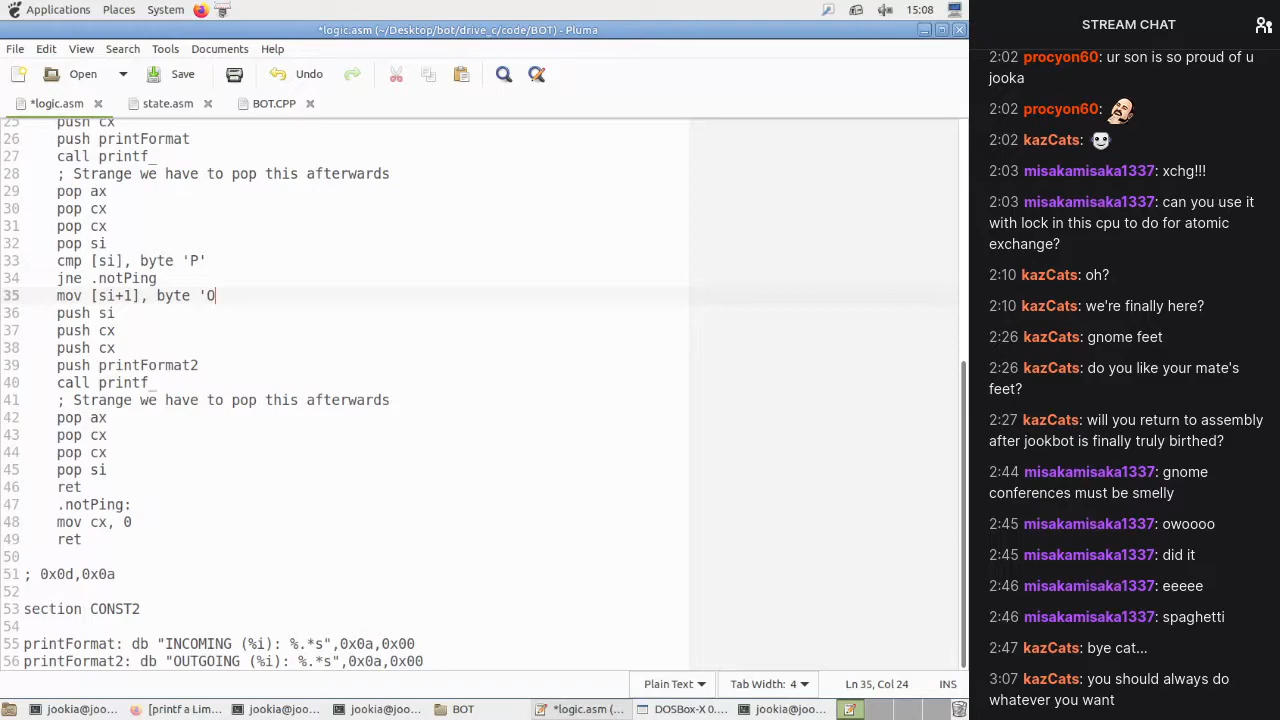 Applications Places System 15:08
*logic.asm (~/Desktop/bot/drive_c/code/BOT) - Pluma
File Edit View Search Tools Documents Help
Open Save Undo
*logic.asm state.asm BOT.CPP
25 push cx
26 push printFormat
27 call printf_
28 ; Strange we have to pop this afterwards
29 pop ax
30 pop cx
31 pop cx
32 pop si
33 cmp [si], byte 'P'
34 jne .notPing
35 mov [si+1], byte 'O
36 push si
37 push cx
38 push cx
39 push printFormat2
40 call printf_
41 ; Strange we have to pop this afterwards
42 pop ax
43 pop cx
44 pop cx
45 pop si
46 ret
47 .notPing:
48 mov cx, 0
49 ret
50
51 ; 0x0d,0x0a
52
53 section CONST2
54
55 printFormat: db "INCOMING (%i): %.*s",0x0a,0x00
56 printFormat2: db "OUTGOING (%i): %.*s",0x0a,0x00
Plain Text Tab Width: 4 Ln 35, Col 24 INS
jookia@joo... [printf a Lim... jookia@joo... jookia@joo... BOT *logic.asm (~... DOSBox-X 0.... jookia@joo...
STREAM CHAT
2:02 procyon60: ur son is so proud of u
jooka
2:02 procyon60:
2:02 kazCats:
2:03 misakamisaka1337: xchg!!!
2:03 misakamisaka1337: can you use it
with lock in this cpu to do for atomic
exchange?
2:10 kazCats: oh?
2:10 kazCats: we're finally here?
2:26 kazCats: gnome feet
2:26 kazCats: do you like your mate's
feet?
2:27 kazCats: will you return to assembly
after jookbot is finally truly birthed?
2:44 misakamisaka1337: gnome
conferences must be smelly
2:45 misakamisaka1337: owoooo
2:45 misakamisaka1337: did it
2:46 misakamisaka1337: eeeee
2:46 misakamisaka1337: spaghetti
2:47 kazCats: bye cat...
3:07 kazCats: you should always do
whatever you want